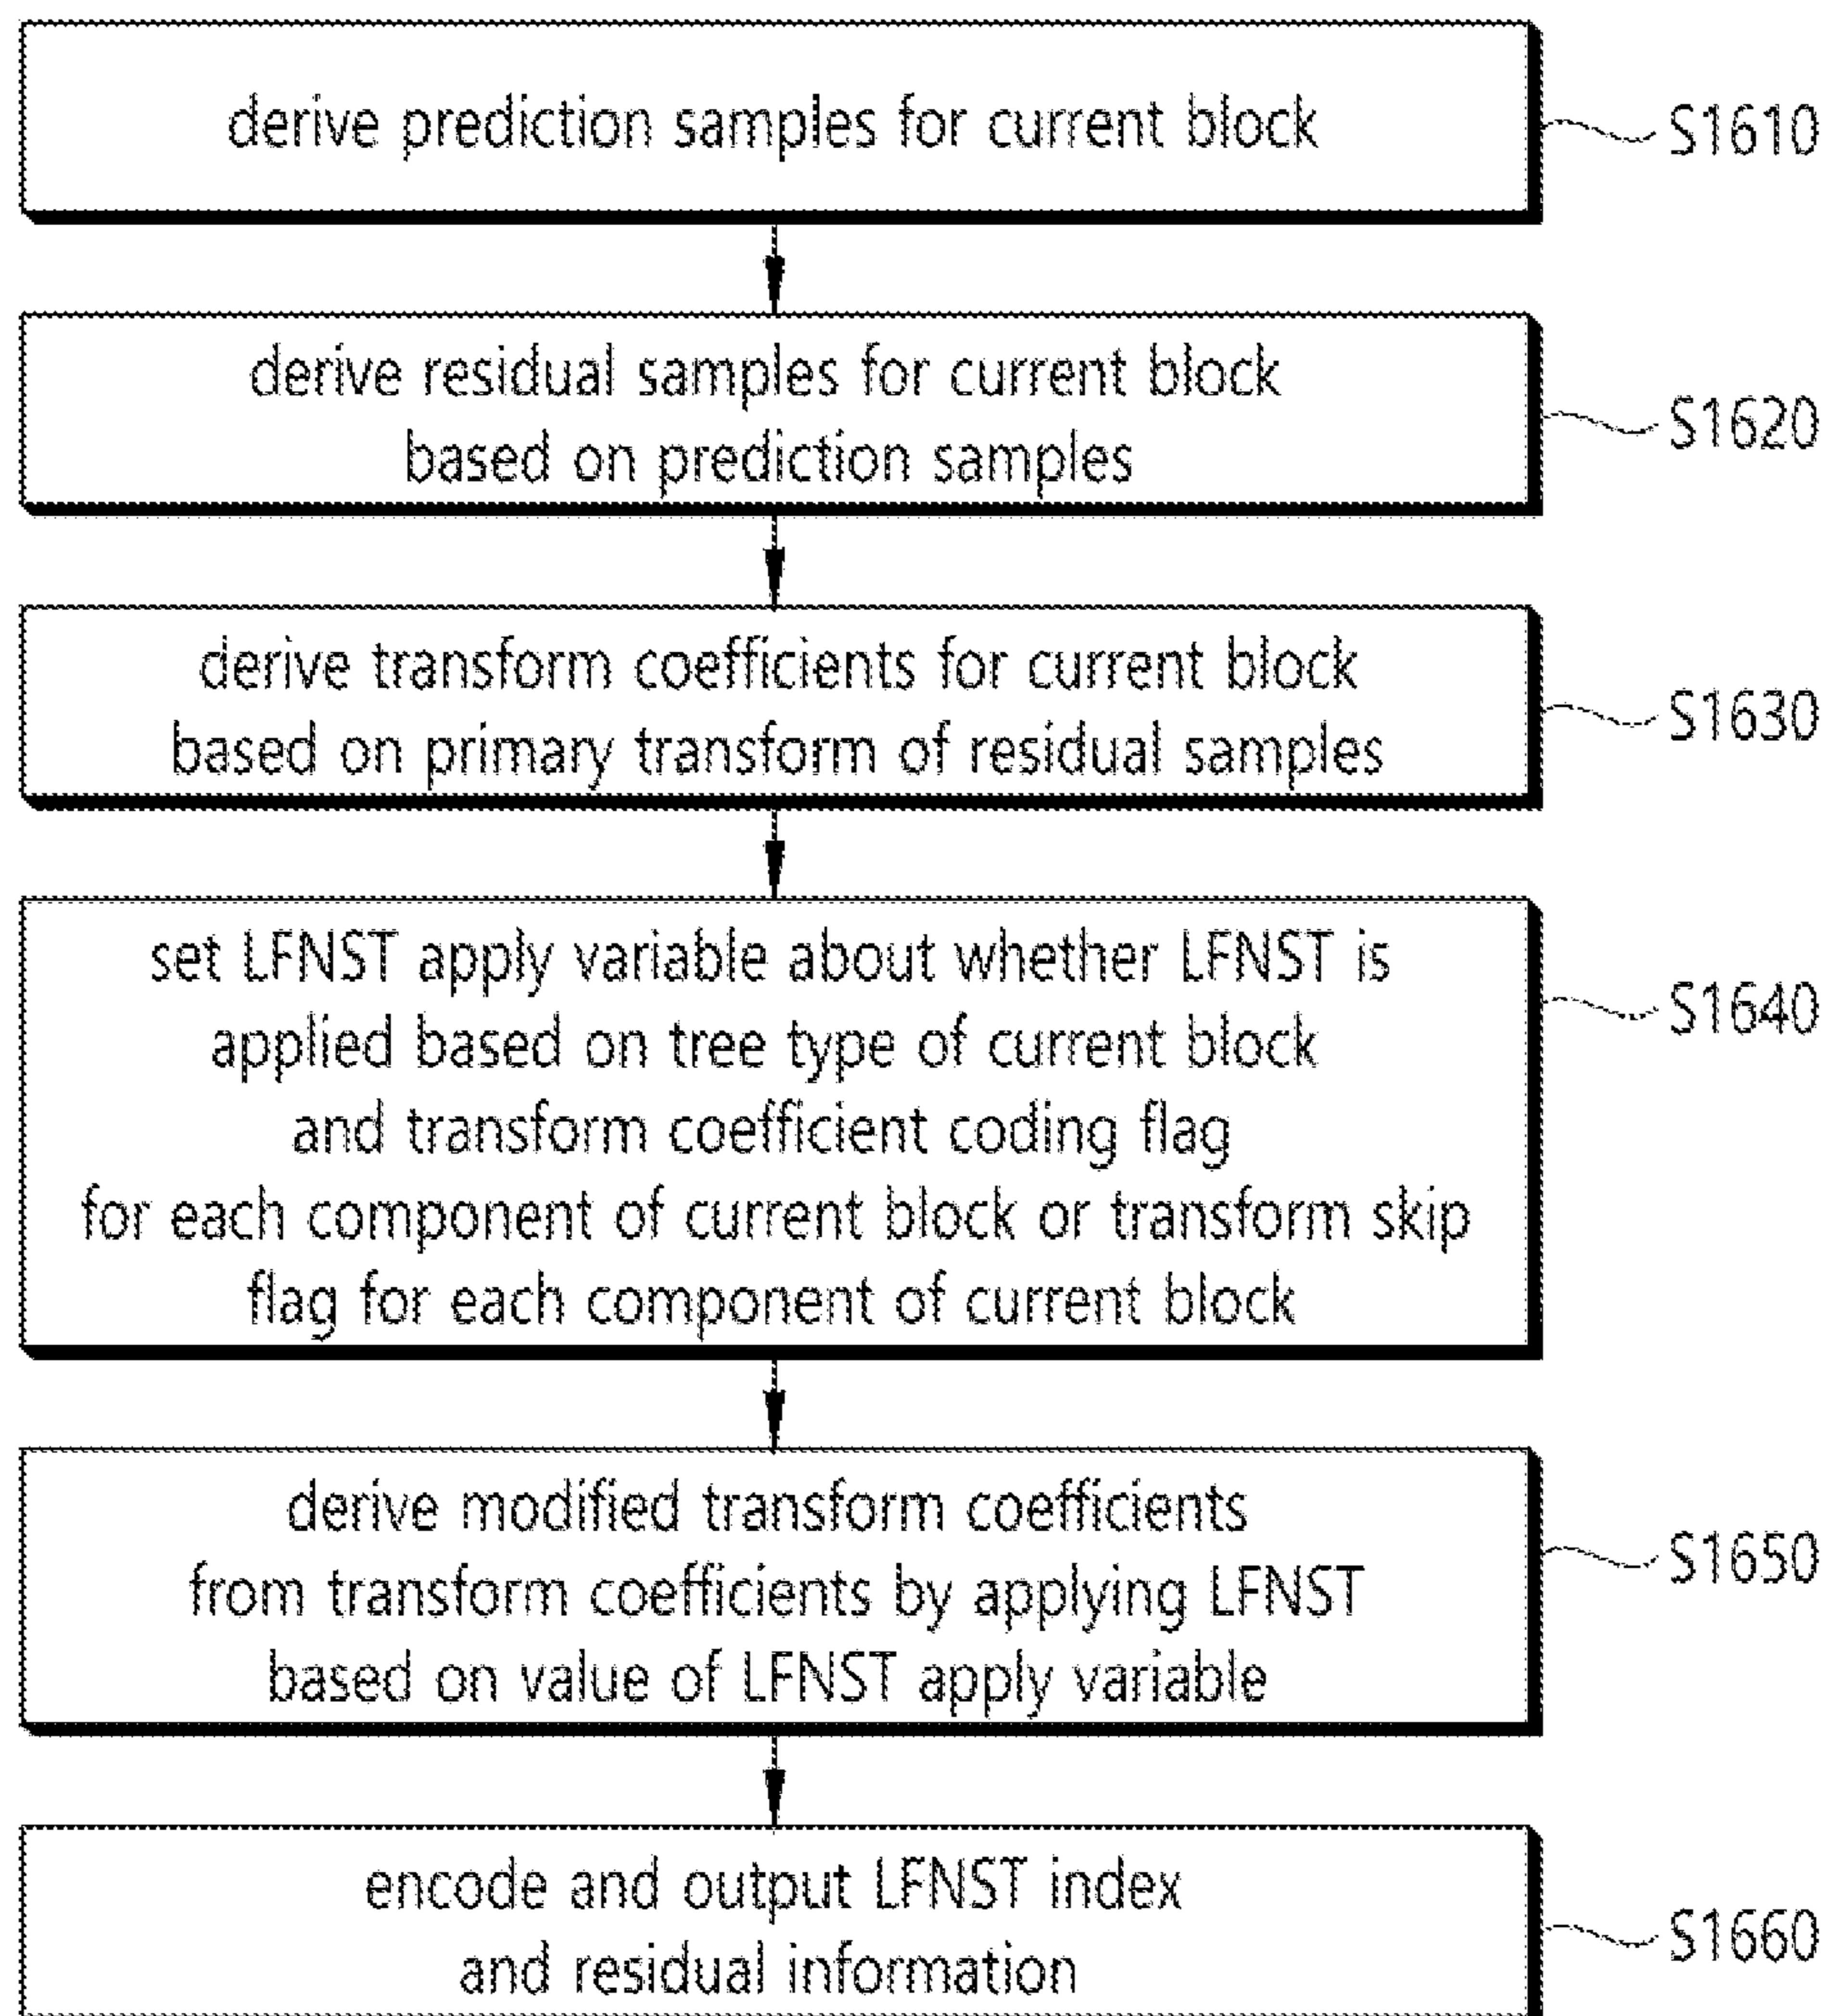 derive prediction samples for current block
S1610
derive residual samples for current block
based on prediction samples
S1620
derive transform coefficients for current block
based on primary transform of residual samples
S1630
set LFNST apply variable about whether LFNST is
applied based on tree type of current block
and transform coefficient coding flag
for each component of current block or transform skip
flag for each component of current block
S1640
derive modified transform coefficients
from transform coefficients by applying LFNST
based on value of LFNST apply variable
S1650
encode and output LFNST index
and residual information
S1660